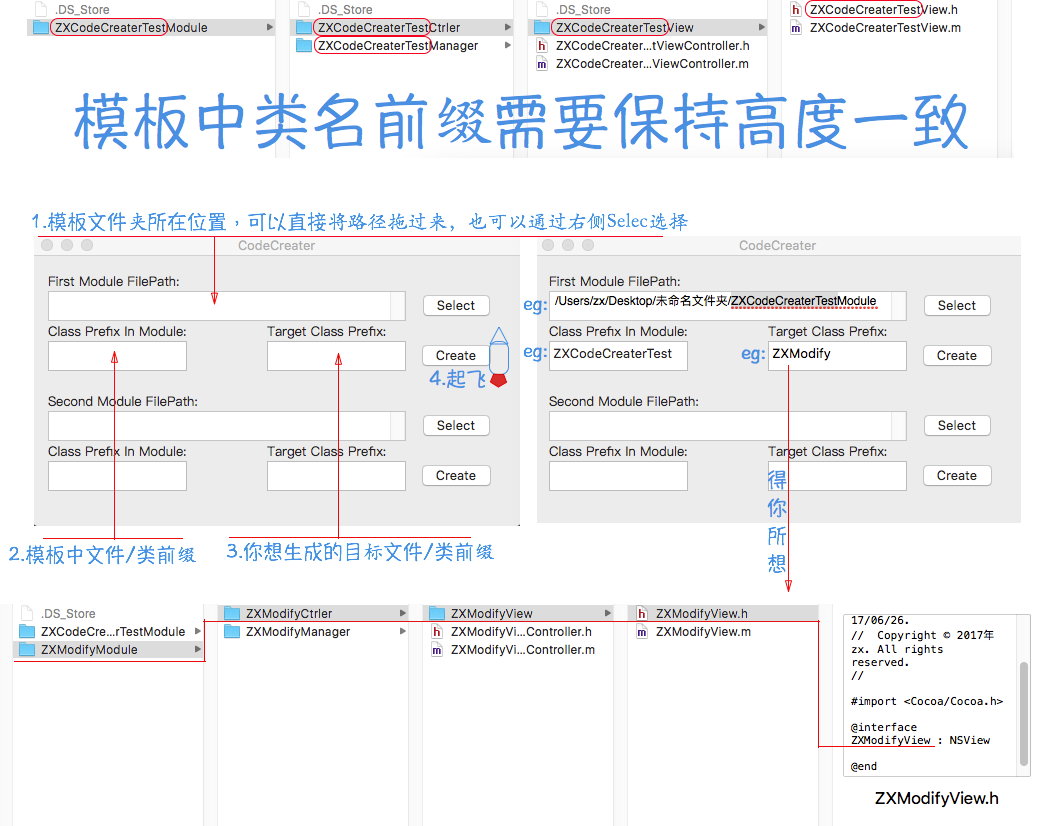 .DS_Store
.DS_Store
.DS_Store
ZXCodeCreaterTestView.h
ZXCodeCreaterTestModule
ZXCodeCreaterTestCtrler
ZXCodeCreaterTestView
ZXCodeCreaterTestView.m
ZXCodeCreaterTestManager
ZXCodeCreater...tViewController.h
ZXCodeCreater...ViewController.m
模板中类名前缀需要保持高度一致
1.模板文件夹所在位置，可以直接将路径拖过来，也可以通过右侧Selec选择
CodeCreater
First Module FilePath:
Select
Class Prefix In Module:
Target Class Prefix:
Create
4.起飞
Second Module FilePath:
Select
Class Prefix In Module:
Target Class Prefix:
Create
2.模板中文件/类前缀
3.你想生成的目标文件/类前缀
CodeCreater
First Module FilePath:
eg: /Users/zx/Desktop/未命名文件夹/ZXCodeCreaterTestModule
Select
Class Prefix In Module:
Target Class Prefix:
eg: ZXCodeCreaterTest
eg: ZXModify
Create
Second Module FilePath:
Select
Class Prefix In Module:
Target Class Prefix:
Create
得
你
所
想
.DS_Store
ZXCodeCre...rTestModule
ZXModifyModule
ZXModifyCtrler
ZXModifyManager
ZXModifyView
ZXModifyVi...Controller.h
ZXModifyVi...Controller.m
ZXModifyView.h
ZXModifyView.m
17/06/26.
//  Copyright © 2017年
zx. All rights
reserved.
//
#import <Cocoa/Cocoa.h>
@interface
ZXModifyView : NSView
@end
ZXModifyView.h